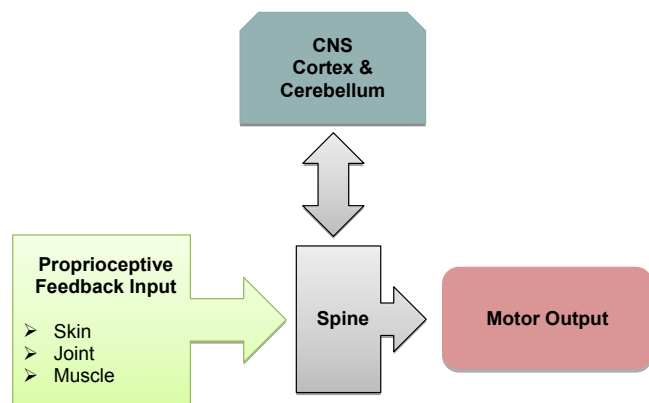 CNS
Cortex &
Cerebellum
Proprioceptive
Feedback Input
➢ Skin
➢ Joint
➢ Muscle
Spine
Motor Output